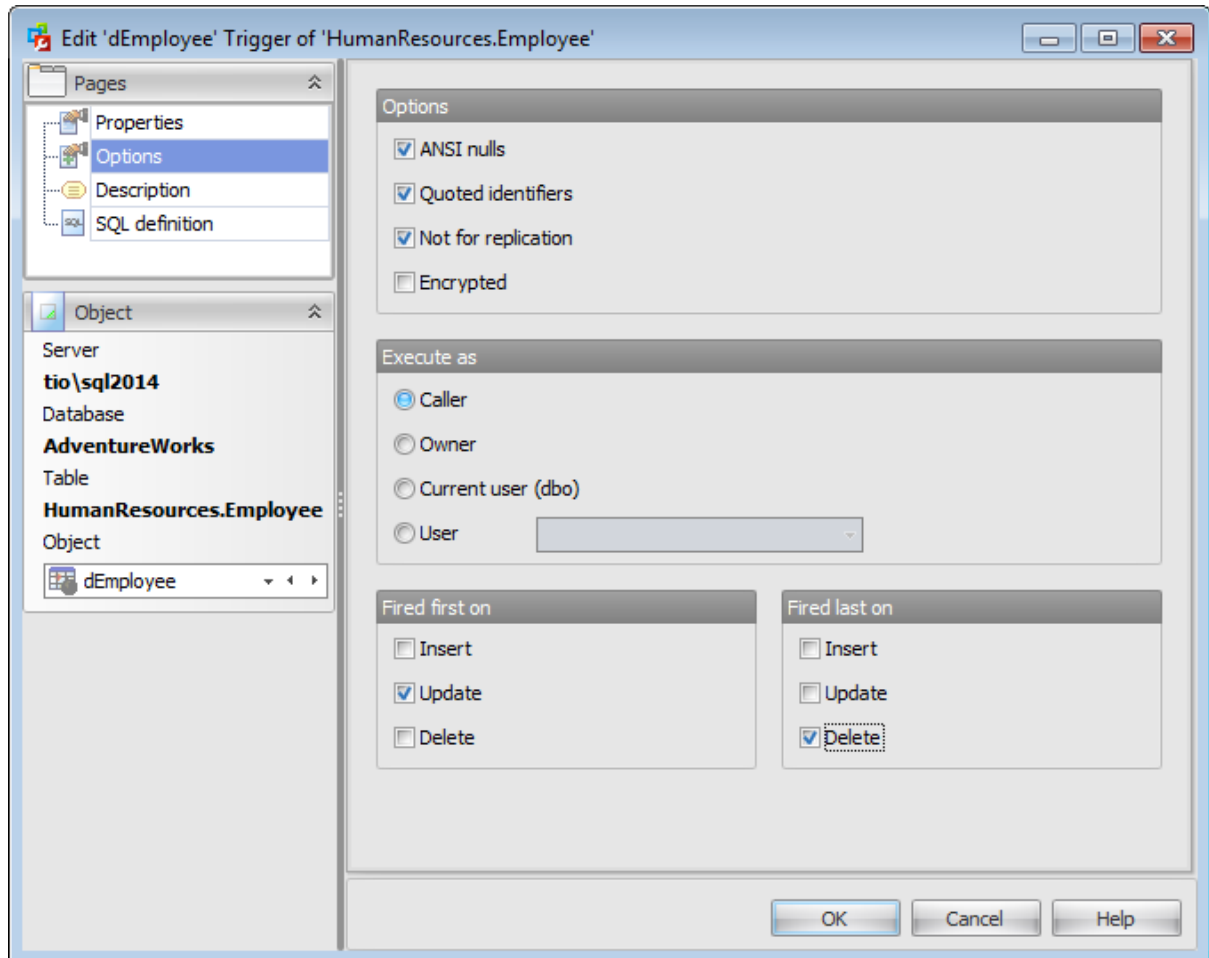 Edit 'dEmployee' Trigger of 'HumanResources.Employee'
Pages
Properties
Options
Description
SQL definition
Object
Server
tio\sql2014
Database
AdventureWorks
Table
HumanResources.Employee
Object
dEmployee
Options
ANSI nulls
Quoted identifiers
Not for replication
Encrypted
Execute as
Caller
Owner
Current user (dbo)
User
Fired first on
Insert
Update
Delete
Fired last on
Insert
Update
Delete
OK Cancel Help